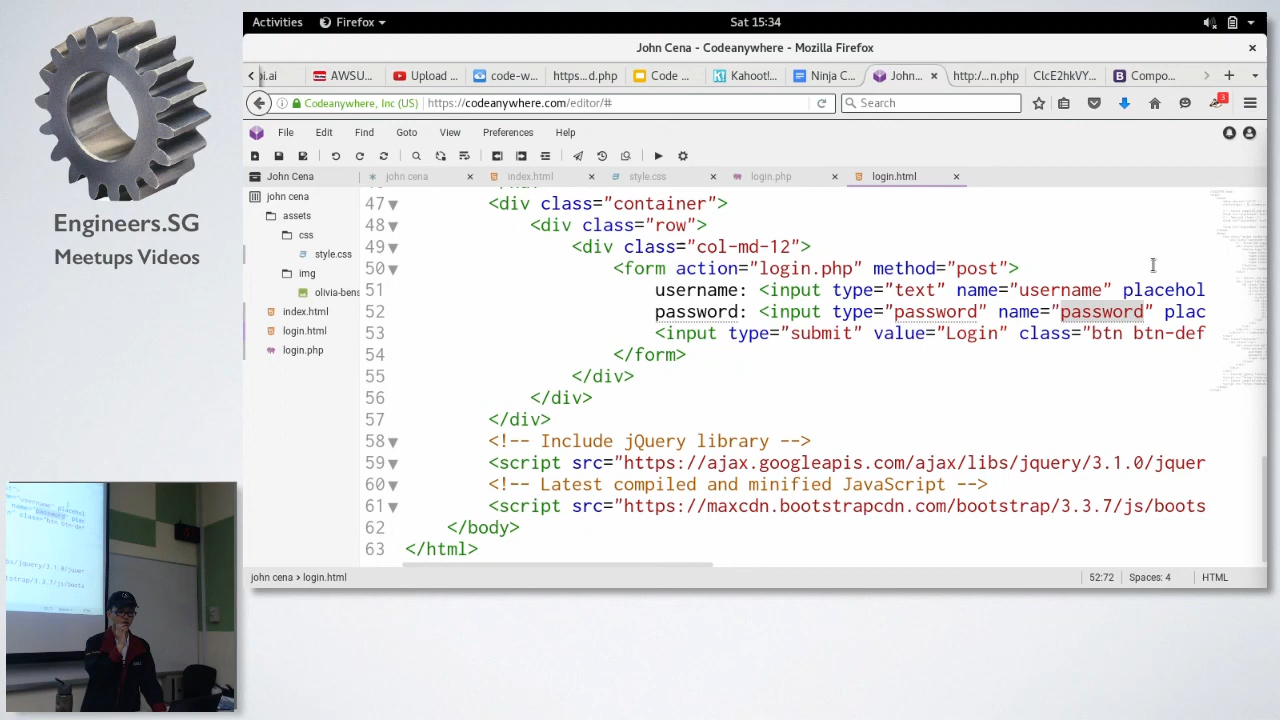 Engineers.SG
Meetups Videos
Activities Firefox Sat 15:34
John Cena - Codeanywhere - Mozilla Firefox
ɑi.ai AWSU... Upload ... code-w... https...d.php Code ... Kahoot!... Ninja C... John... http:/...n.php ClcE2hkVY... Compo...
Codeanywhere, Inc (US) https://codeanywhere.com/editor/# Search 3
File Edit Find Goto View Preferences Help
John Cena john cena index.html style.css login.php login.html
john cena
assets
css
style.css
img
olivia-bens
index.html
login.html
login.php
47 <div class="container">
48 <div class="row">
49 <div class="col-md-12">
50 <form action="login.php" method="post">
51 username: <input type="text" name="username" placehol
52 password: <input type="password" name="password" plac
53 <input type="submit" value="Login" class="btn btn-def
54 </form>
55 </div>
56 </div>
57 </div>
58 <!-- Include jQuery library -->
59 <script src="https://ajax.googleapis.com/ajax/libs/jquery/3.1.0/jquer
60 <!-- Latest compiled and minified JavaScript -->
61 <script src="https://maxcdn.bootstrapcdn.com/bootstrap/3.3.7/js/boots
62 </body>
63 </html>
john cena > login.html 52:72 Spaces: 4 HTML